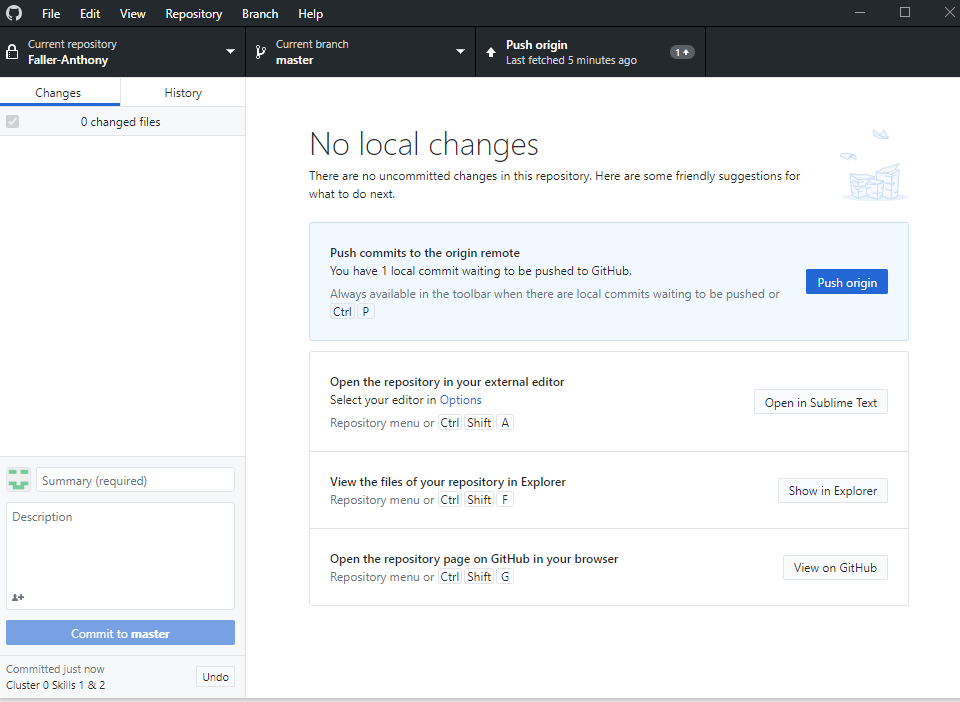 File Edit View Repository Branch Help
Current repository
Faller-Anthony
Current branch
master
Push origin
Last fetched 5 minutes ago
1
Changes History
0 changed files
No local changes
There are no uncommitted changes in this repository. Here are some friendly suggestions for
what to do next.
Push commits to the origin remote
You have 1 local commit waiting to be pushed to GitHub.
Always available in the toolbar when there are local commits waiting to be pushed or
Ctrl P
Push origin
Open the repository in your external editor
Select your editor in Options
Repository menu or Ctrl Shift A
Open in Sublime Text
View the files of your repository in Explorer
Repository menu or Ctrl Shift F
Show in Explorer
Open the repository page on GitHub in your browser
Repository menu or Ctrl Shift G
View on GitHub
Summary (required)
Description
Commit to master
Committed just now
Cluster 0 Skills 1 & 2
Undo